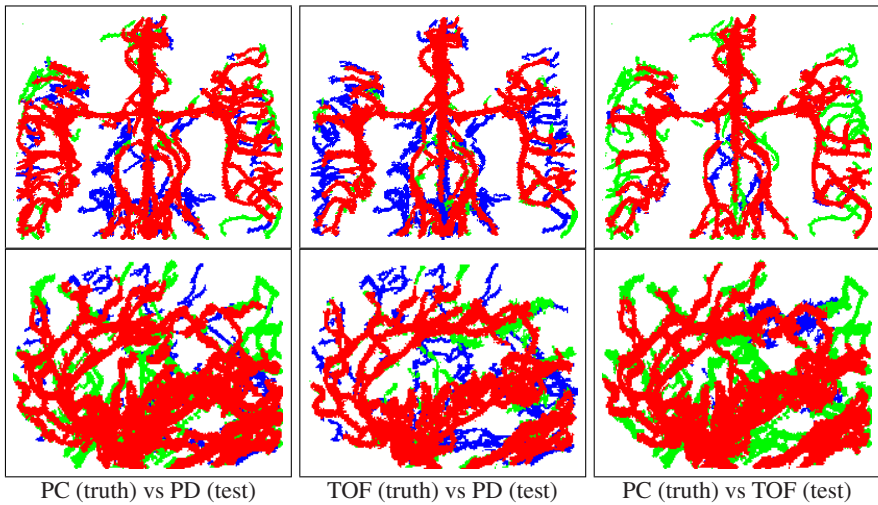 PC (truth) vs PD (test)
TOF (truth) vs PD (test)
PC (truth) vs TOF (test)